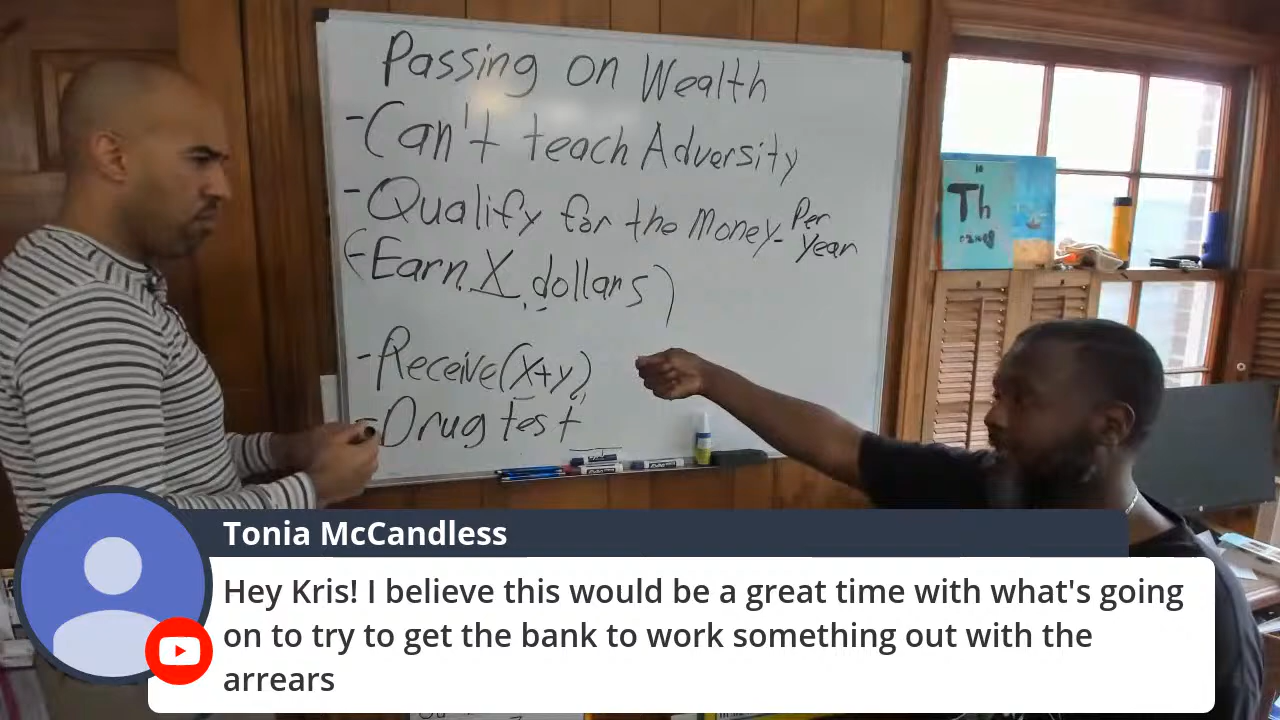 Passing on Wealth
-Can't teach Adversity
-Qualify for the Money- Per Year
(-Earn X dollars)
-Receive(X+y)
-Drug test
Th
Tonia McCandless
Hey Kris! I believe this would be a great time with what's going
on to try to get the bank to work something out with the
arrears